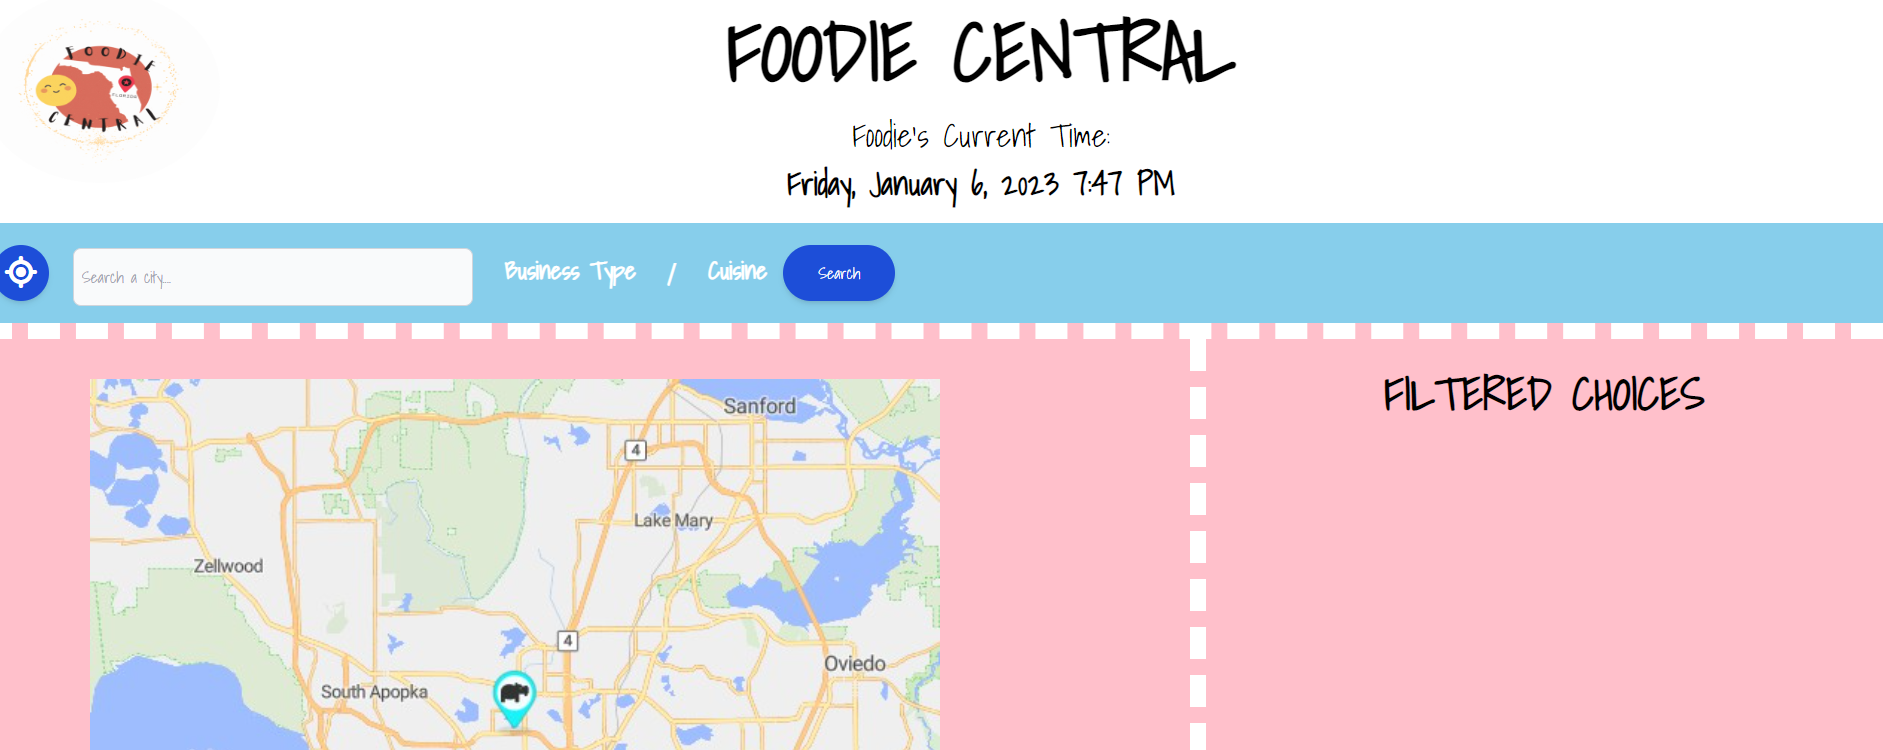 FOODIE
FLORIDA
CENTRAL
FOODIE CENTRAL
Foodie's Current Time:
Friday, January 6, 2023 7:47 PM
Search a city...
Business Type / Cuisine Search
FILTERED CHOICES
Sanford
4
Lake Mary
Zellwood
4
Oviedo
South Apopka